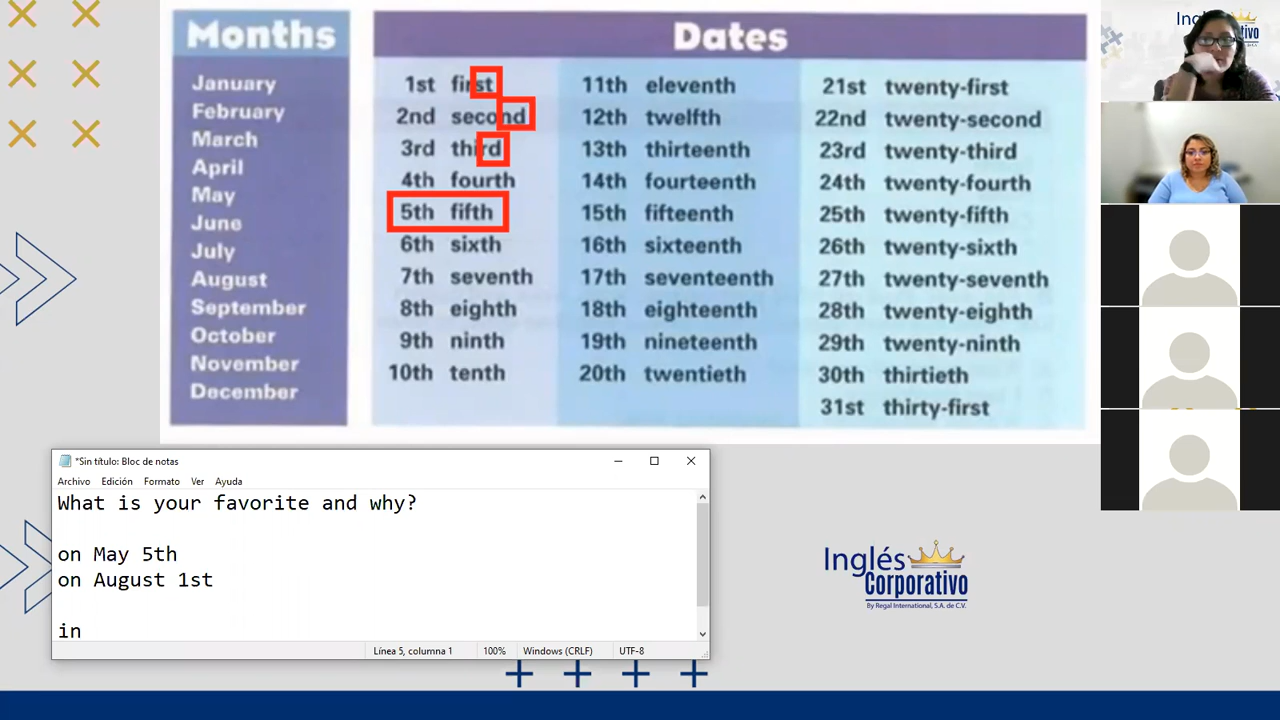 Months
Dates
January
February
March
April
May
June
July
August
September
October
November
December
1st first
2nd second
3rd third
4th fourth
5th fifth
6th sixth
7th seventh
8th eighth
9th ninth
10th tenth
11th eleventh
12th twelfth
13th thirteenth
14th fourteenth
15th fifteenth
16th sixteenth
17th seventeenth
18th eighteenth
19th nineteenth
20th twentieth
21st twenty-first
22nd twenty-second
23rd twenty-third
24th twenty-fourth
25th twenty-fifth
26th twenty-sixth
27th twenty-seventh
28th twenty-eighth
29th twenty-ninth
30th thirtieth
31st thirty-first
*Sin título: Bloc de notas
Archivo Edición Formato Ver Ayuda
What is your favorite and why?
on May 5th
on August 1st
in
Línea 5, columna 1 100% Windows (CRLF) UTF-8
Inglés
Corporativo
By Regal International, S.A. de C.V.